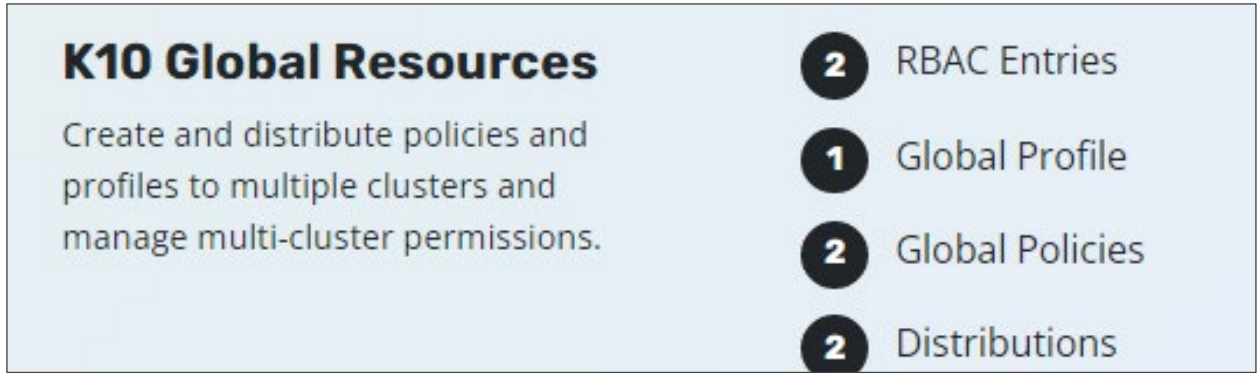 K10 Global Resources
Create and distribute policies and
profiles to multiple clusters and
manage multi-cluster permissions.
2 RBAC Entries
1 Global Profile
2 Global Policies
2 Distributions